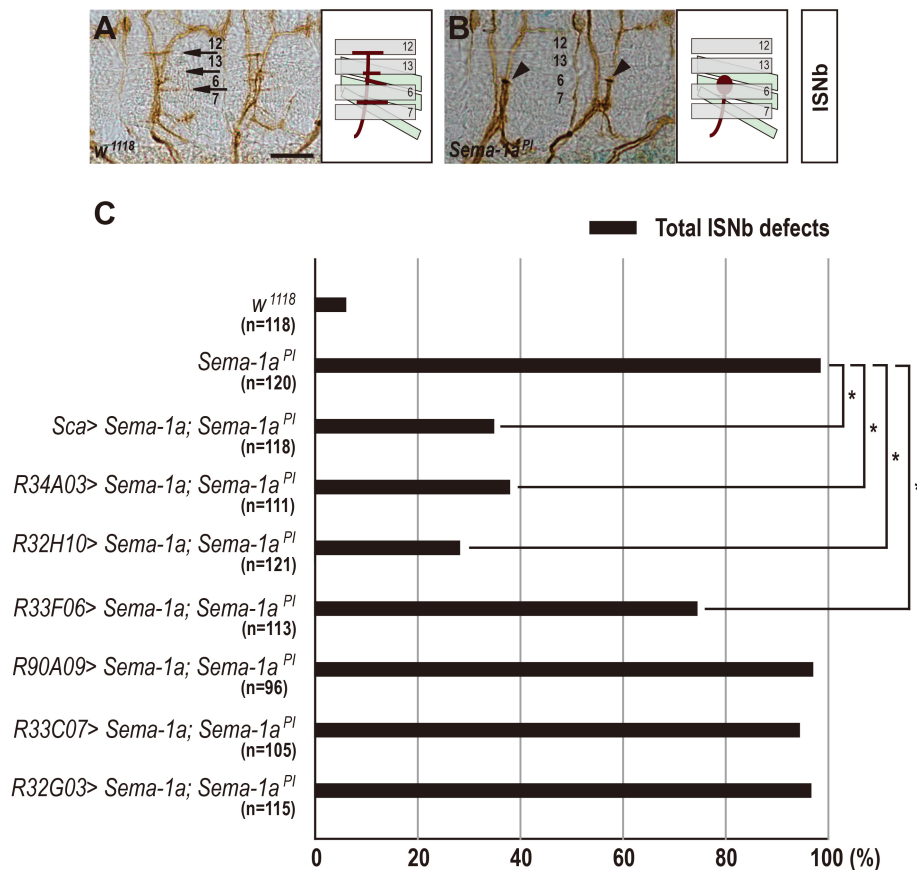 A
12
13
6
7
w1118
12
13
6
7
B
12
13
6
7
Sema-1aPI
12
13
6
7
ISNb
C
Total ISNb defects
w1118
(n=118)
Sema-1aPI
(n=120)
*
Sca> Sema-1a; Sema-1aPI
(n=118)
*
R34A03> Sema-1a; Sema-1aPI
(n=111)
*
R32H10> Sema-1a; Sema-1aPI
(n=121)
*
R33F06> Sema-1a; Sema-1aPI
(n=113)
R90A09> Sema-1a; Sema-1aPI
(n=96)
R33C07> Sema-1a; Sema-1aPI
(n=105)
R32G03> Sema-1a; Sema-1aPI
(n=115)
0 20 40 60 80 100 (%)